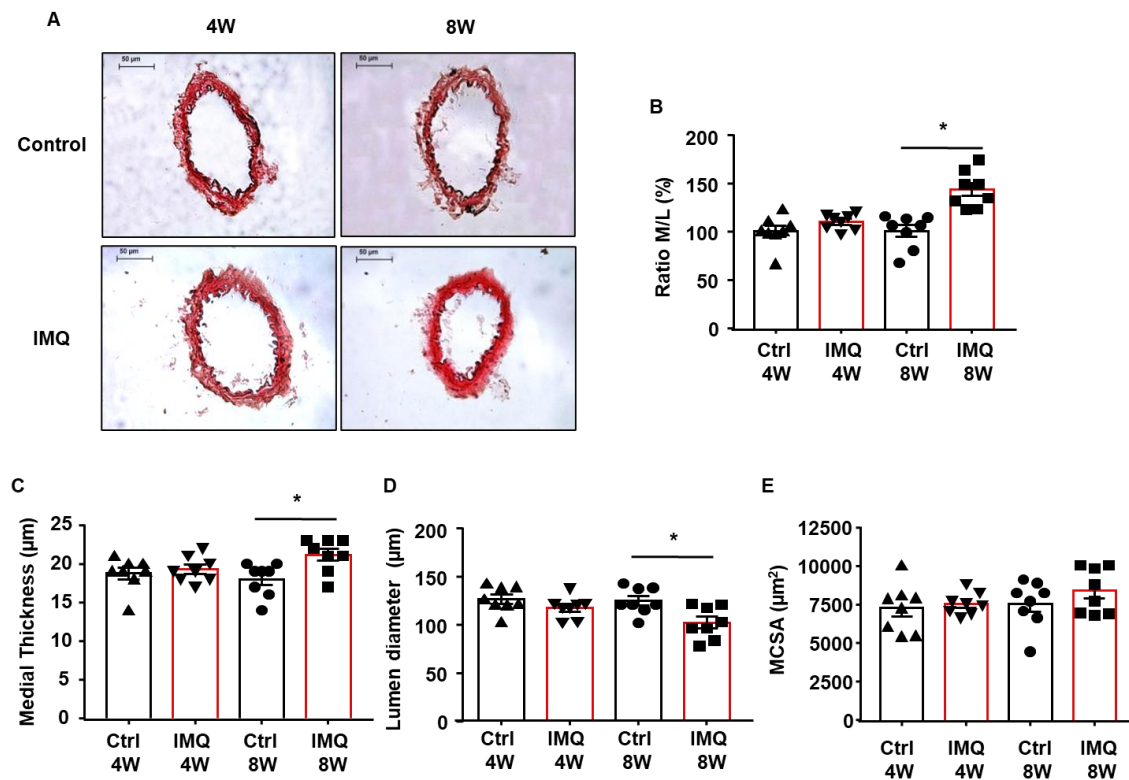 A
4W 8W
Control
50 µm
50 µm
IMQ
50 µm
50 µm
B
Ratio M/L (%)
200
150
100
50
0
*
Ctrl IMQ Ctrl IMQ
4W 4W 8W 8W
C
Medial Thickness (µm)
25
20
15
10
5
0
*
Ctrl IMQ Ctrl IMQ
4W 4W 8W 8W
D
Lumen diameter (µm)
200
150
100
50
0
*
Ctrl IMQ Ctrl IMQ
4W 4W 8W 8W
E
MCSA (µm²)
12500
10000
7500
5000
2500
0
Ctrl IMQ Ctrl IMQ
4W 4W 8W 8W